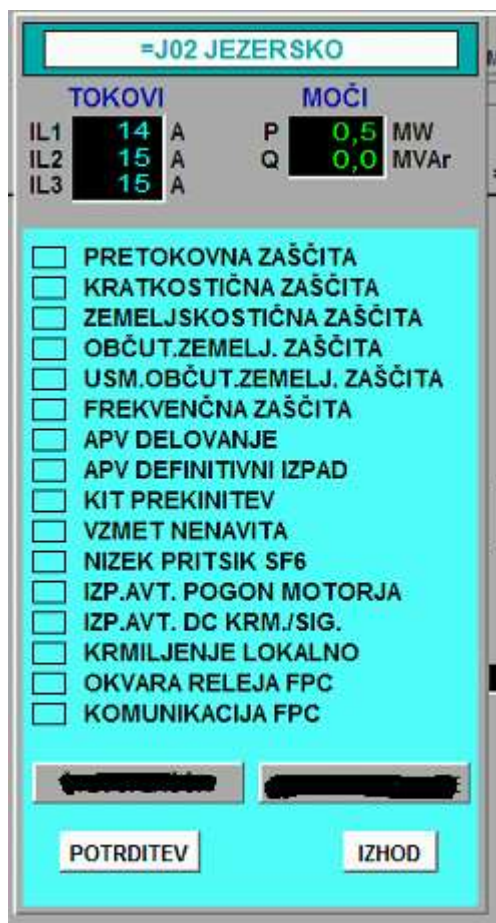 =J02 JEZERSKO
TOKOVI MOČI
IL1 14 A P 0,5 MW
IL2 15 A Q 0,0 MVAr
IL3 15 A
PRETOKOVNA ZAŠČITA
KRATKOSTIČNA ZAŠČITA
ZEMELJSKOSTIČNA ZAŠČITA
OBČUT.ZEMELJ. ZAŠČITA
USM.OBČUT.ZEMELJ. ZAŠČITA
FREKVENČNA ZAŠČITA
APV DELOVANJE
APV DEFINITIVNI IZPAD
KIT PREKINITEV
VZMET NENAVITA
NIZEK PRITSIK SF6
IZP.AVT. POGON MOTORJA
IZP.AVT. DC KRM./SIG.
KRMILJENJE LOKALNO
OKVARA RELEJA FPC
KOMUNIKACIJA FPC
POTRDITEV IZHOD